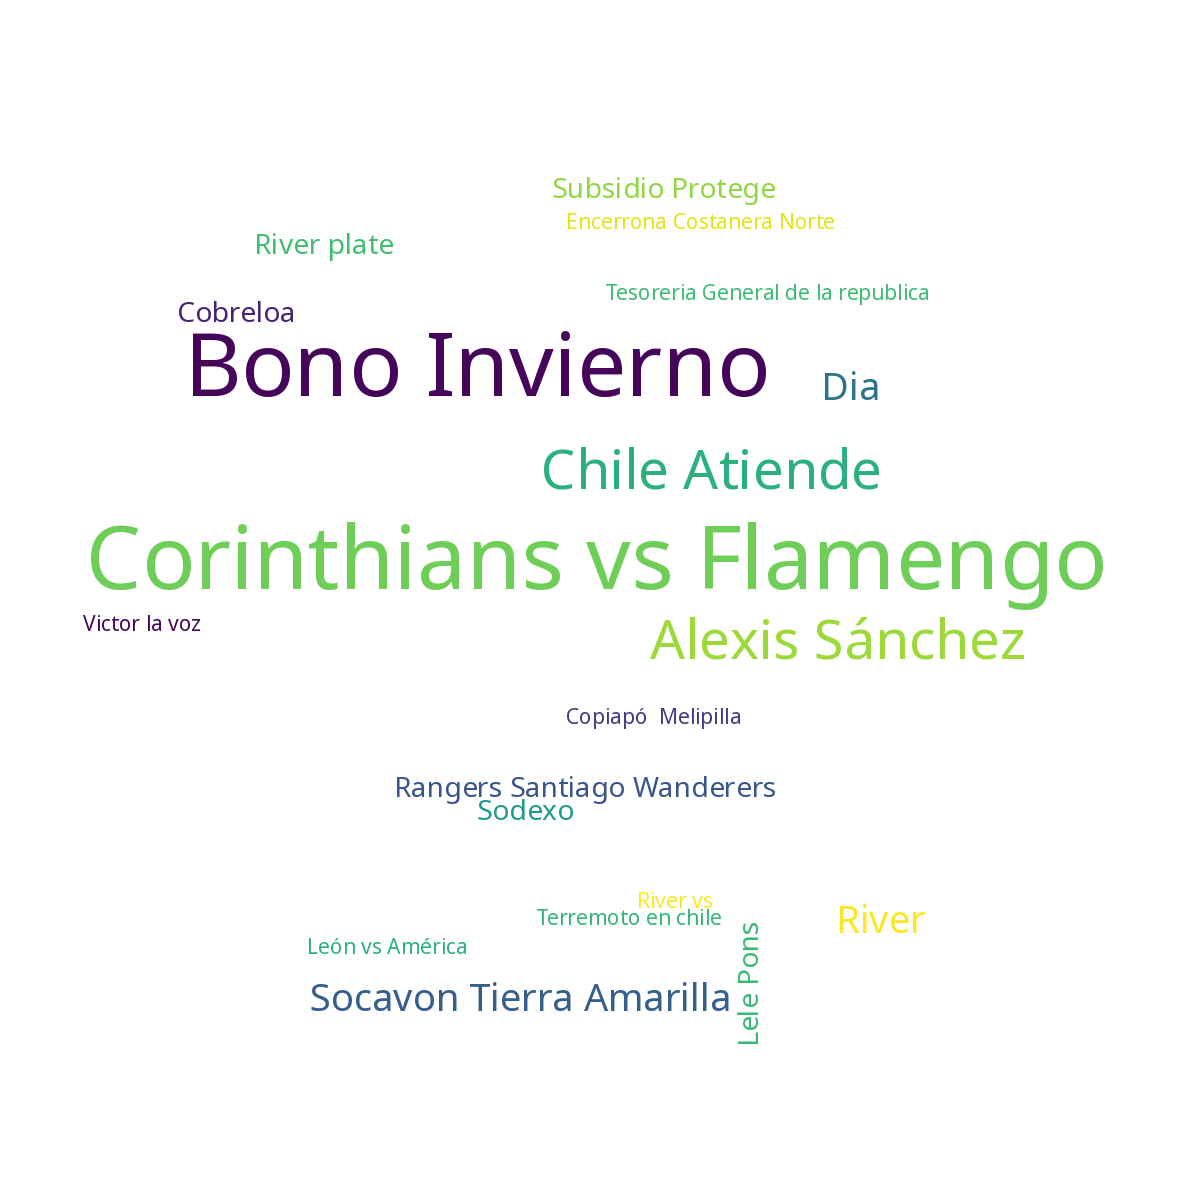 Subsidio Protege
Encerrona Costanera Norte
River plate
Tesoreria General de la republica
Cobreloa
Bono Invierno
Dia
Chile Atiende
Corinthians vs Flamengo
Victor la voz
Alexis Sánchez
Copiapó  Melipilla
Rangers Santiago Wanderers
Sodexo
River vs
Terremoto en chile
River
León vs América
Lele Pons
Socavon Tierra Amarilla